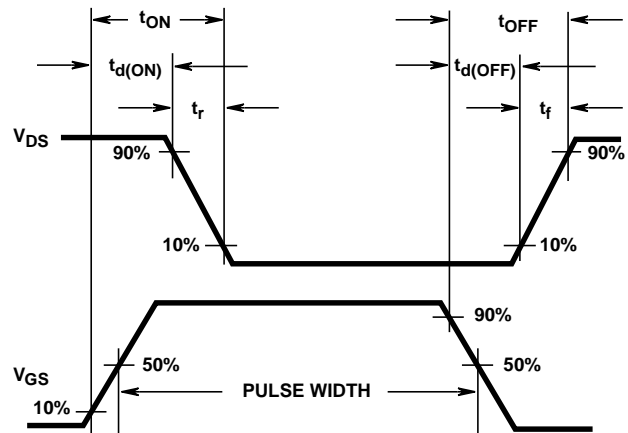 tON tOFF
td(ON) td(OFF)
tr tf
VDS
90% 90%
10% 10%
90%
VGS 50% 50%
10% PULSE WIDTH